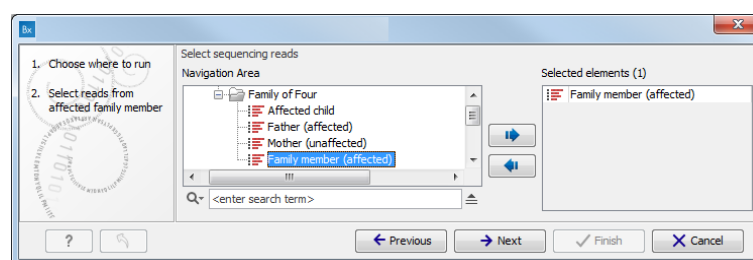 Bx
1. Choose where to run
2. Select reads from
affected family member
Select sequencing reads
Navigation Area
Family of Four
Affected child
Father (affected)
Mother (unaffected)
Family member (affected)
<enter search term>
Selected elements (1)
Family member (affected)
?
Previous
Next
Finish
Cancel